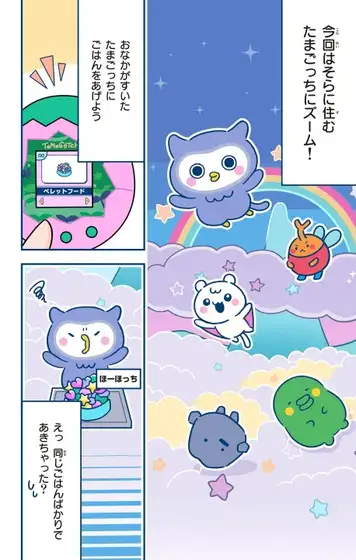 今回はそらに住む
たまごっちにズーム！
おなかがすいた
たまごっちに
ごはんをあげよう
TamaGotchi
ペレットフード
ほーほっち
えっ 同じごはんばかりで
あきちゃった？